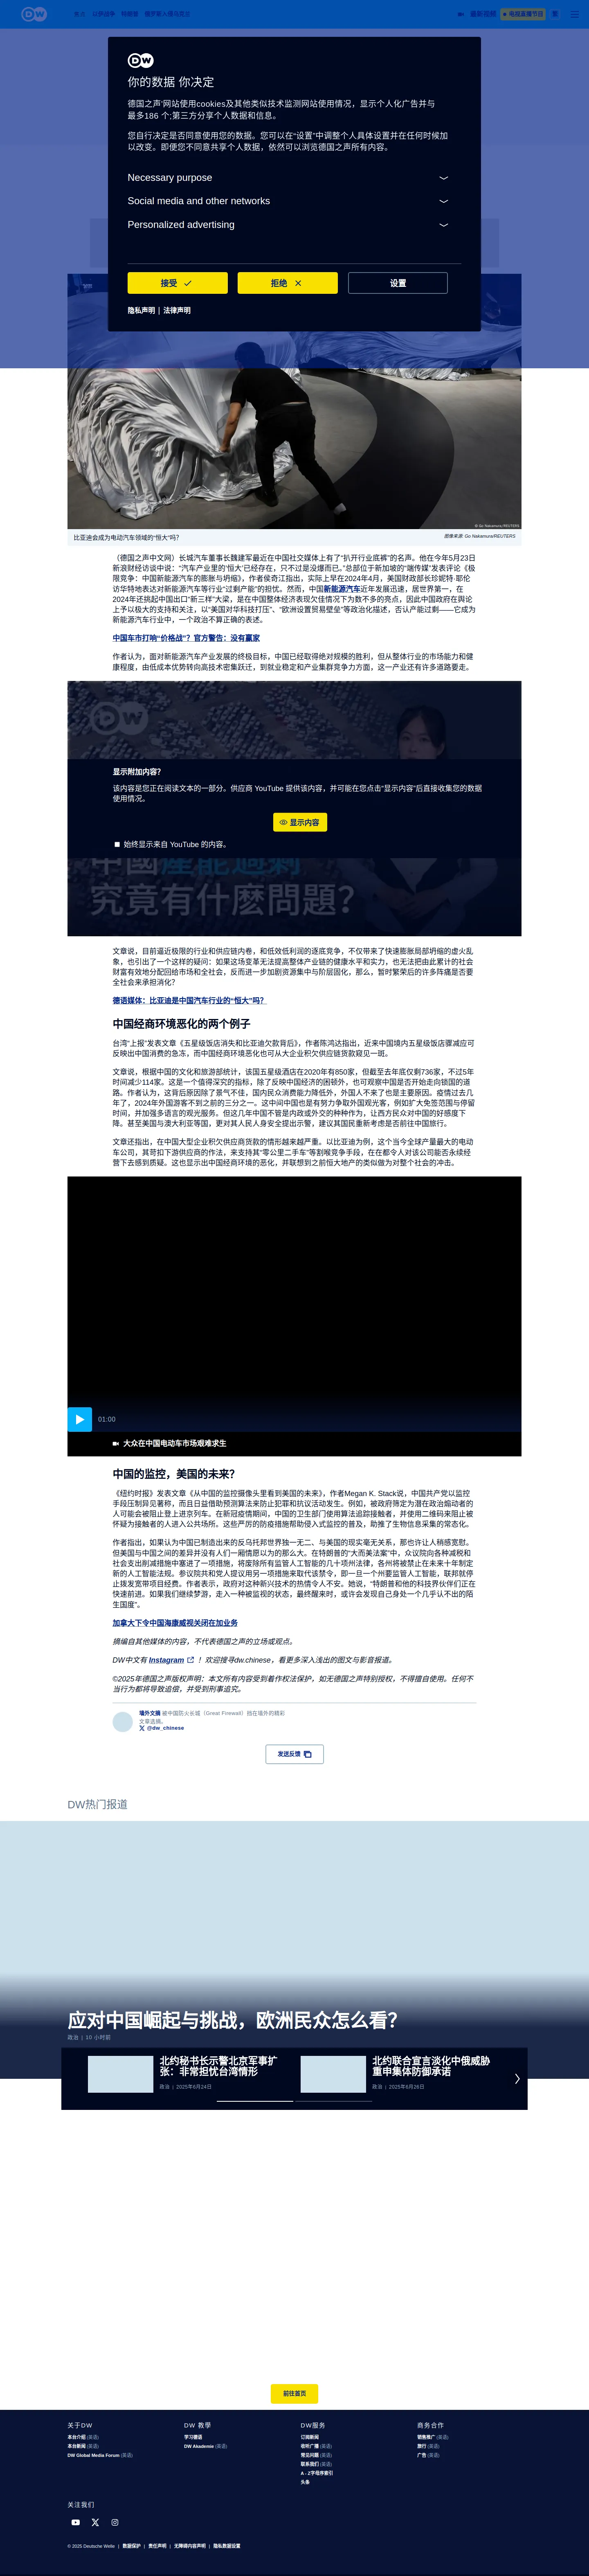 DW
最新视频
电视直播节目
繁
DW
你的数据 你决定
德国之声'网站使用cookies及其他类似技术监测网站使用情况，显示个人化广告并与
最多186 个;第三方分享个人数据和信息。
您自行决定是否同意使用您的数据。您可以在"设置"中调整个人具体设置并在任何时候加
以改变。即便您不同意共享个人数据，依然可以浏览德国之声所有内容。
Necessary purpose
Social media and other networks
Personalized advertising
接受
拒绝
设置
隐私声明 | 法律声明
© Go Nakamura/REUTERS
比亚迪会成为电动汽车领域的"恒大"吗?
图像来源: Go Nakamura/REUTERS
（德国之声中文网）长城汽车董事长魏建军最近在中国社交媒体上有了"扒开行业底裤"的名声。他在今年5月23日
新浪财经访谈中说："汽车产业里的'恒大'已经存在，只不过是没爆而已。"总部位于新加坡的"端传媒"发表评论《极
限竞争：中国新能源汽车的膨胀与坍缩》，作者侯奇江指出，实际上早在2024年4月，美国财政部长珍妮特·耶伦
访华特地表达对新能源汽车等行业'过剩产能'的担忧。然而，中国新能源汽车近年发展迅速，居世界第一，在
2024年还挑起中国出口"新三样"大梁，是在中国整体经济表现欠佳情况下为数不多的亮点，因此中国政府在舆论
上予以极大的支持和关注，以"美国对华科技打压"、"欧洲设置贸易壁垒"等政治化描述，否认产能过剩——它成为
新能源汽车行业中，一个政治不算正确的表述。
中国车市打响"价格战"？官方警告：没有赢家
作者认为，面对新能源汽车产业发展的终极目标，中国已经取得绝对规模的胜利，但从整体行业的市场能力和健
康程度，由低成本优势转向高技术密集跃迁，到就业稳定和产业集群竞争力方面，这一产业还有许多道路要走。
显示附加内容？
该内容是您正在阅读文本的一部分。供应商 YouTube 提供该内容，并可能在您点击"显示内容"后直接收集您的数据
使用情况。
显示内容
始终显示来自 YouTube 的内容。
中國產能過剩
究竟有什麼問題？
文章说，目前逼近极限的行业和供应链内卷，和低效低利润的逐底竞争，不仅带来了快速膨胀局部坍缩的虚火乱
象，也引出了一个这样的疑问：如果这场变革无法提高整体产业链的健康水平和实力，也无法把由此累计的社会
财富有效地分配回给市场和全社会，反而进一步加剧资源集中与阶层固化，那么，暂时繁荣后的许多阵痛是否要
全社会来承担消化？
德语媒体：比亚迪是中国汽车行业的"恒大"吗？
中国经商环境恶化的两个例子
台湾"上报"发表文章《五星级饭店消失和比亚迪欠款背后》，作者陈鸿达指出，近来中国境内五星级饭店骤减应可
反映出中国消费的急冻，而中国经商环境恶化也可从大企业积欠供应链货款窥见一斑。
文章说，根据中国的文化和旅游部统计，该国五星级酒店在2020年有850家，但截至去年底仅剩736家，不过5年
时间减少114家。这是一个值得深究的指标，除了反映中国经济的困顿外，也可观察中国是否开始走向锁国的道
路。作者认为，这背后原因除了景气不佳，国内民众消费能力降低外，外国人不来了也是主要原因。疫情过去几
年了，2024年外国游客不到之前的三分之一。这中间中国也是有努力争取外国观光客，例如扩大免签范围与停留
时间，并加强多语言的观光服务。但这几年中国不管是内政或外交的种种作为，让西方民众对中国的好感度下
降。甚至美国与澳大利亚等国，更对其人民人身安全提出示警，建议其国民重新考虑是否前往中国旅行。
文章还指出，在中国大型企业积欠供应商货款的情形越来越严重。以比亚迪为例，这个当今全球产量最大的电动
车公司，其苛扣下游供应商的作法，来支持其"零公里二手车"等割喉竞争手段，在在都令人对该公司能否永续经
营下去感到质疑。这也显示出中国经商环境的恶化，并联想到之前恒大地产的类似做为对整个社会的冲击。
01:00
大众在中国电动车市场艰难求生
中国的监控，美国的未来？
《纽约时报》发表文章《从中国的监控摄像头里看到美国的未来》，作者Megan K. Stack说，中国共产党以监控
手段压制异见著称，而且日益借助预测算法来防止犯罪和抗议活动发生。例如，被政府筛定为潜在政治煽动者的
人可能会被阻止登上进京列车。在新冠疫情期间，中国的卫生部门使用算法追踪接触者，并使用二维码来阻止被
怀疑为接触者的人进入公共场所。这些严厉的防疫措施帮助侵入式监控的普及，助推了生物信息采集的常态化。
作者指出，如果认为中国已制造出来的反乌托邦世界独一无二、与美国的现实毫无关系，那也许让人稍感宽慰。
但美国与中国之间的差异并没有人们一厢情愿以为的那么大。在特朗普的"大而美法案"中，众议院向各种减税和
社会支出削减措施中塞进了一项措施，将废除所有监管人工智能的几十项州法律，各州将被禁止在未来十年制定
新的人工智能法规。参议院共和党人提议用另一项措施来取代该禁令，即一旦一个州要监管人工智能，联邦就停
止拨发宽带项目经费。作者表示，政府对这种新兴技术的热情令人不安。她说，"特朗普和他的科技界伙伴们正在
快速前进。如果我们继续梦游，走入一种被监视的状态，最终醒来时，或许会发现自己身处一个几乎认不出的陌
生国度"。
加拿大下令中国海康威视关闭在加业务
摘编自其他媒体的内容，不代表德国之声的立场或观点。
DW中文有 Instagram ！欢迎搜寻dw.chinese，看更多深入浅出的图文与影音报道。
©2025年德国之声版权声明：本文所有内容受到着作权法保护，如无德国之声特别授权，不得擅自使用。任何不
当行为都将导致追偿，并受到刑事追究。
墙外文摘 被中国防火长城（Great Firewall）挡在墙外的精彩
文章选摘。
@dw_chinese
发送反馈
DW热门报道
应对中国崛起与挑战，欧洲民众怎么看？
政治 | 10 小时前
北约秘书长示警北京军事扩
张：非常担忧台湾情形
政治 | 2025年6月24日
北约联合宣言淡化中俄威胁
重申集体防御承诺
政治 | 2025年6月26日
前往首页
关于DW
本台介绍 (英语)
本台新闻 (英语)
DW Global Media Forum (英语)
DW 教學
学习德语
DW Akademie (英语)
DW服务
订阅新闻
收听广播 (英语)
常见问题 (英语)
联系我们 (英语)
A - Z字母序索引
头条
商务合作
销售推广 (英语)
旅行 (英语)
广告 (英语)
关注我们
© 2025 Deutsche Welle | 数据保护 | 责任声明 | 无障碍内容声明 | 隐私数据设置